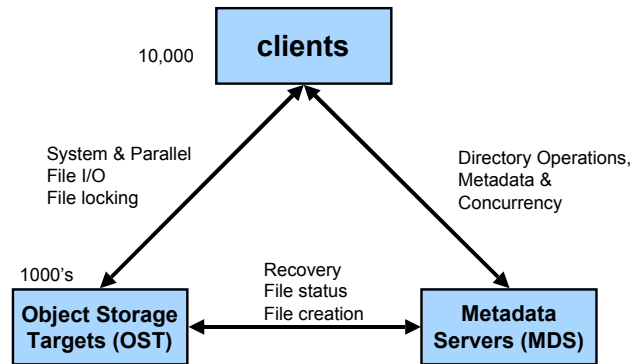 clients
10,000
System & Parallel
File I/O
File locking
Directory Operations,
Metadata &
Concurrency
1000's
Recovery
File status
File creation
Object Storage
Targets (OST)
Metadata
Servers (MDS)